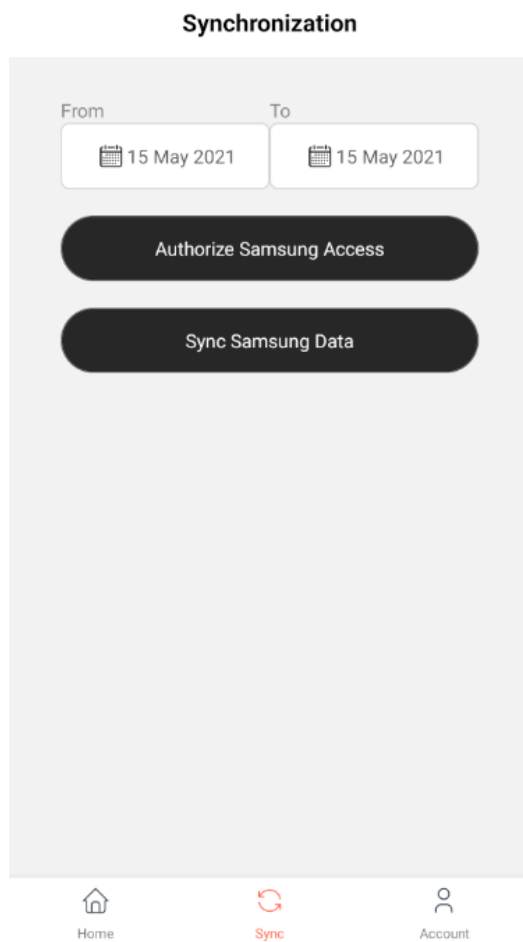 Synchronization
From To
15 May 2021 15 May 2021
Authorize Samsung Access
Sync Samsung Data
Home Sync Account